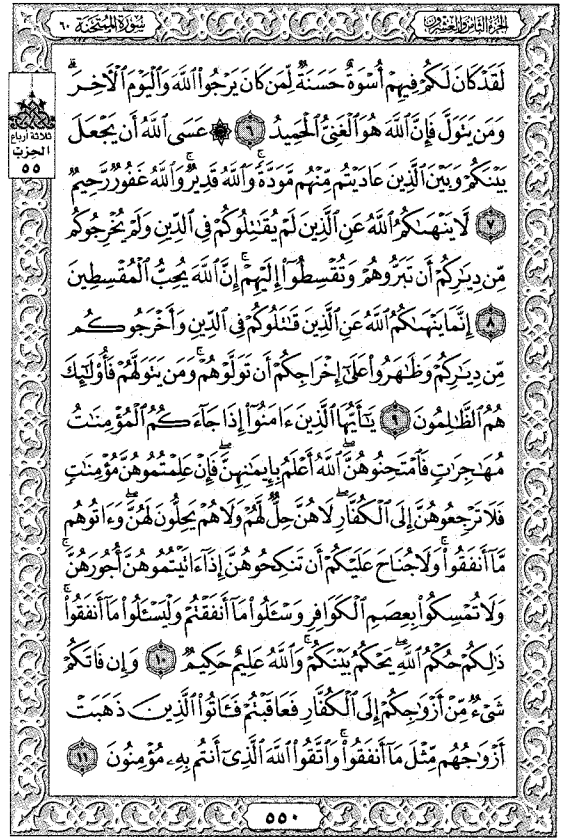 الجزء الثامن والعشرون
سورة الممتحنة ٦٠
لَقَدْ كَانَ لَكُمْ فِيهِمْ أُسْوَةٌ حَسَنَةٌ لِّمَن كَانَ يَرْجُوا۟ ٱللَّهَ وَٱلْيَوْمَ ٱلْـَٔاخِرَ ۚ
وَمَن يَتَوَلَّ فَإِنَّ ٱللَّهَ هُوَ ٱلْغَنِىُّ ٱلْحَمِيدُ ٦ ۞ عَسَى ٱللَّهُ أَن يَجْعَلَ
بَيْنَكُمْ وَبَيْنَ ٱلَّذِينَ عَادَيْتُم مِّنْهُم مَّوَدَّةً ۚ وَٱللَّهُ قَدِيرٌ ۚ وَٱللَّهُ غَفُورٌ رَّحِيمٌ
٧ لَّا يَنْهَىٰكُمُ ٱللَّهُ عَنِ ٱلَّذِينَ لَمْ يُقَـٰتِلُوكُمْ فِى ٱلدِّينِ وَلَمْ يُخْرِجُوكُم
مِّن دِيَـٰرِكُمْ أَن تَبَرُّوهُمْ وَتُقْسِطُوٓا۟ إِلَيْهِمْ ۚ إِنَّ ٱللَّهَ يُحِبُّ ٱلْمُقْسِطِينَ
٨ إِنَّمَا يَنْهَىٰكُمُ ٱللَّهُ عَنِ ٱلَّذِينَ قَـٰتَلُوكُمْ فِى ٱلدِّينِ وَأَخْرَجُوكُم
مِّن دِيَـٰرِكُمْ وَظَـٰهَرُوا۟ عَلَىٰٓ إِخْرَاجِكُمْ أَن تَوَلَّوْهُمْ ۚ وَمَن يَتَوَلَّهُمْ فَأُو۟لَـٰٓئِكَ
هُمُ ٱلظَّـٰلِمُونَ ٩ يَـٰٓأَيُّهَا ٱلَّذِينَ ءَامَنُوٓا۟ إِذَا جَآءَكُمُ ٱلْمُؤْمِنَـٰتُ
مُهَـٰجِرَٰتٍ فَٱمْتَحِنُوهُنَّ ۖ ٱللَّهُ أَعْلَمُ بِإِيمَـٰنِهِنَّ ۖ فَإِنْ عَلِمْتُمُوهُنَّ مُؤْمِنَـٰتٍ
فَلَا تَرْجِعُوهُنَّ إِلَى ٱلْكُفَّارِ ۖ لَا هُنَّ حِلٌّ لَّهُمْ وَلَا هُمْ يَحِلُّونَ لَهُنَّ ۖ وَءَاتُوهُم
مَّآ أَنفَقُوا۟ ۚ وَلَا جُنَاحَ عَلَيْكُمْ أَن تَنكِحُوهُنَّ إِذَآ ءَاتَيْتُمُوهُنَّ أُجُورَهُنَّ ۚ
وَلَا تُمْسِكُوا۟ بِعِصَمِ ٱلْكَوَافِرِ وَسْـَٔلُوا۟ مَآ أَنفَقْتُمْ وَلْيَسْـَٔلُوا۟ مَآ أَنفَقُوا۟ ۚ
ذَٰلِكُمْ حُكْمُ ٱللَّهِ ۖ يَحْكُمُ بَيْنَكُمْ ۚ وَٱللَّهُ عَلِيمٌ حَكِيمٌ ١٠ وَإِن فَاتَكُمْ
شَىْءٌ مِّنْ أَزْوَٰجِكُمْ إِلَى ٱلْكُفَّارِ فَعَاقَبْتُمْ فَـَٔاتُوا۟ ٱلَّذِينَ ذَهَبَتْ
أَزْوَٰجُهُم مِّثْلَ مَآ أَنفَقُوا۟ ۚ وَٱتَّقُوا۟ ٱللَّهَ ٱلَّذِىٓ أَنتُم بِهِۦ مُؤْمِنُونَ ١١
ثلاثة أرباع
الحزب
٥٥
٥٥٠